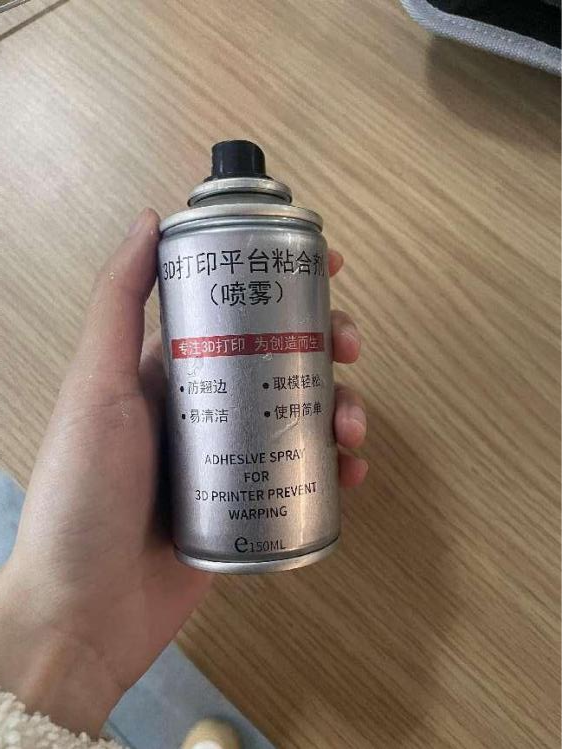 3D打印平台粘合剂
（喷雾）
专注3D打印 为创造而生
•防翘边 •取模轻松
•易清洁 •使用简单
ADHESLVE SPRAY
FOR
3D PRINTER PREVENT
WARPING
e150ML